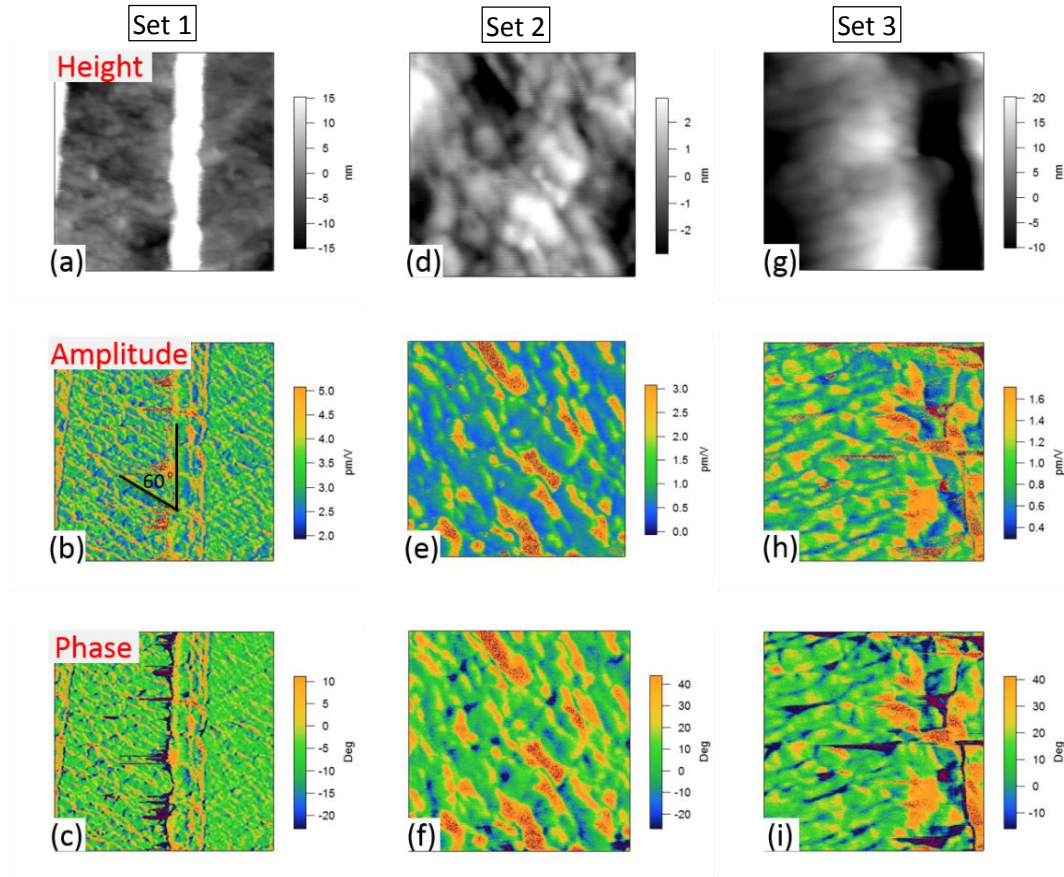 Set 1
Set 2
Set 3
Height
(a)
15
10
5
0
-5
-10
-15
nm
(d)
2
1
0
-1
-2
nm
(g)
20
15
10
5
0
-5
-10
nm
Amplitude
60°
(b)
5.0
4.5
4.0
3.5
3.0
2.5
2.0
pm/V
(e)
3.0
2.5
2.0
1.5
1.0
0.5
0.0
pm/V
(h)
1.6
1.4
1.2
1.0
0.8
0.6
0.4
pm/V
Phase
(c)
10
5
0
-5
-10
-15
-20
Deg
(f)
40
20
0
-20
Deg
(i)
40
30
20
10
0
-10
Deg